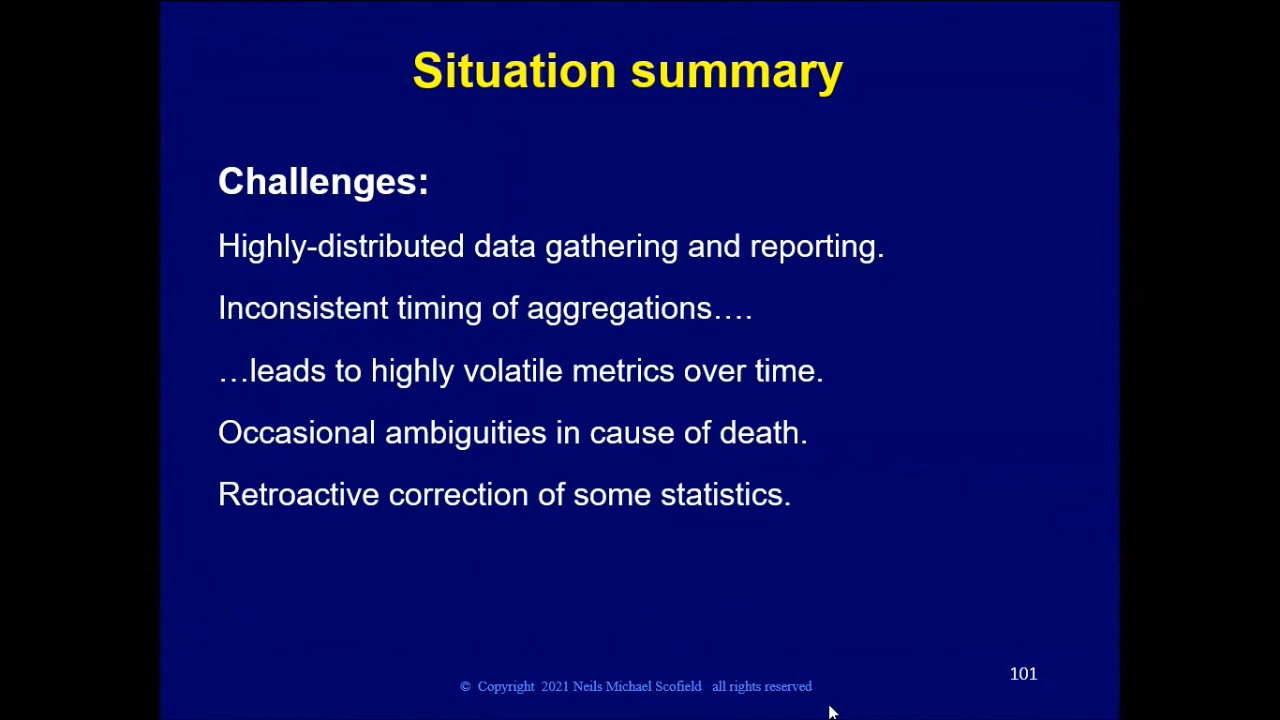 Situation summary
Challenges:
Highly-distributed data gathering and reporting.
Inconsistent timing of aggregations….
…leads to highly volatile metrics over time.
Occasional ambiguities in cause of death.
Retroactive correction of some statistics.
101
© Copyright 2021 Neils Michael Scofield all rights reserved